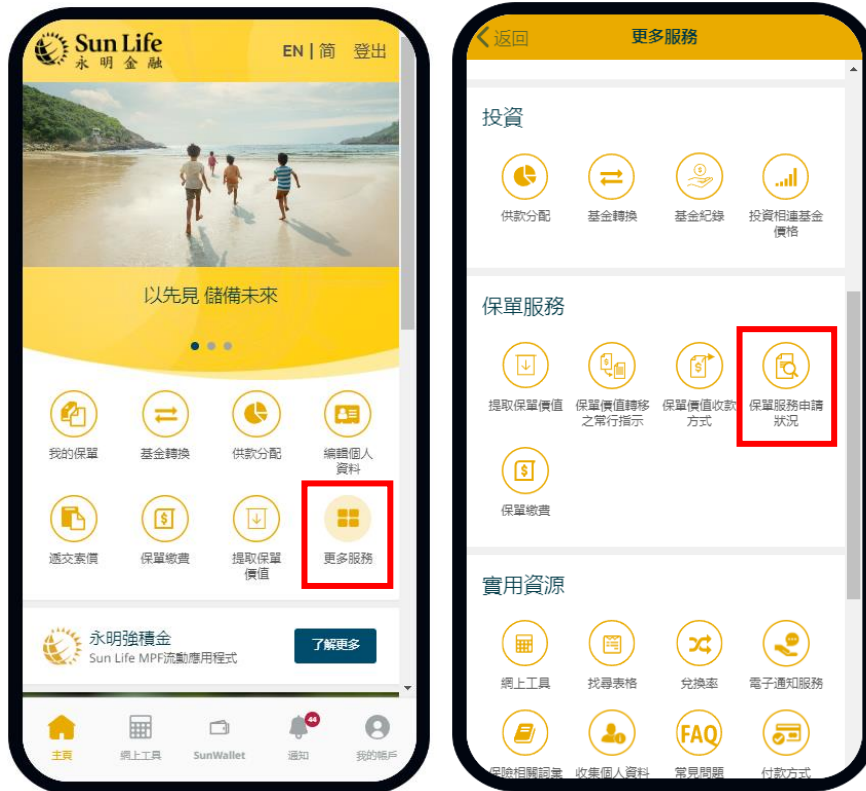 Sun Life
永明金融
EN | 简 登出
以先見 儲備未來
我的保單 基金轉換 供款分配 編輯個人
資料
遞交索償 保單繳費 提取保單 更多服務
價值
永明強積金
Sun Life MPF流動應用程式
了解更多
44
主頁 網上工具 SunWallet 通知 我的帳戶
返回 更多服務
投資
供款分配 基金轉換 基金紀錄 投資相連基金
價格
保單服務
提取保單價值 保單價值轉移 保單價值收款 保單服務申請
之常行指示 方式 狀況
保單繳費
實用資源
網上工具 找尋表格 兌換率 電子通知服務
FAQ
保險相關詞彙 收集個人資料 常見問題 付款方式